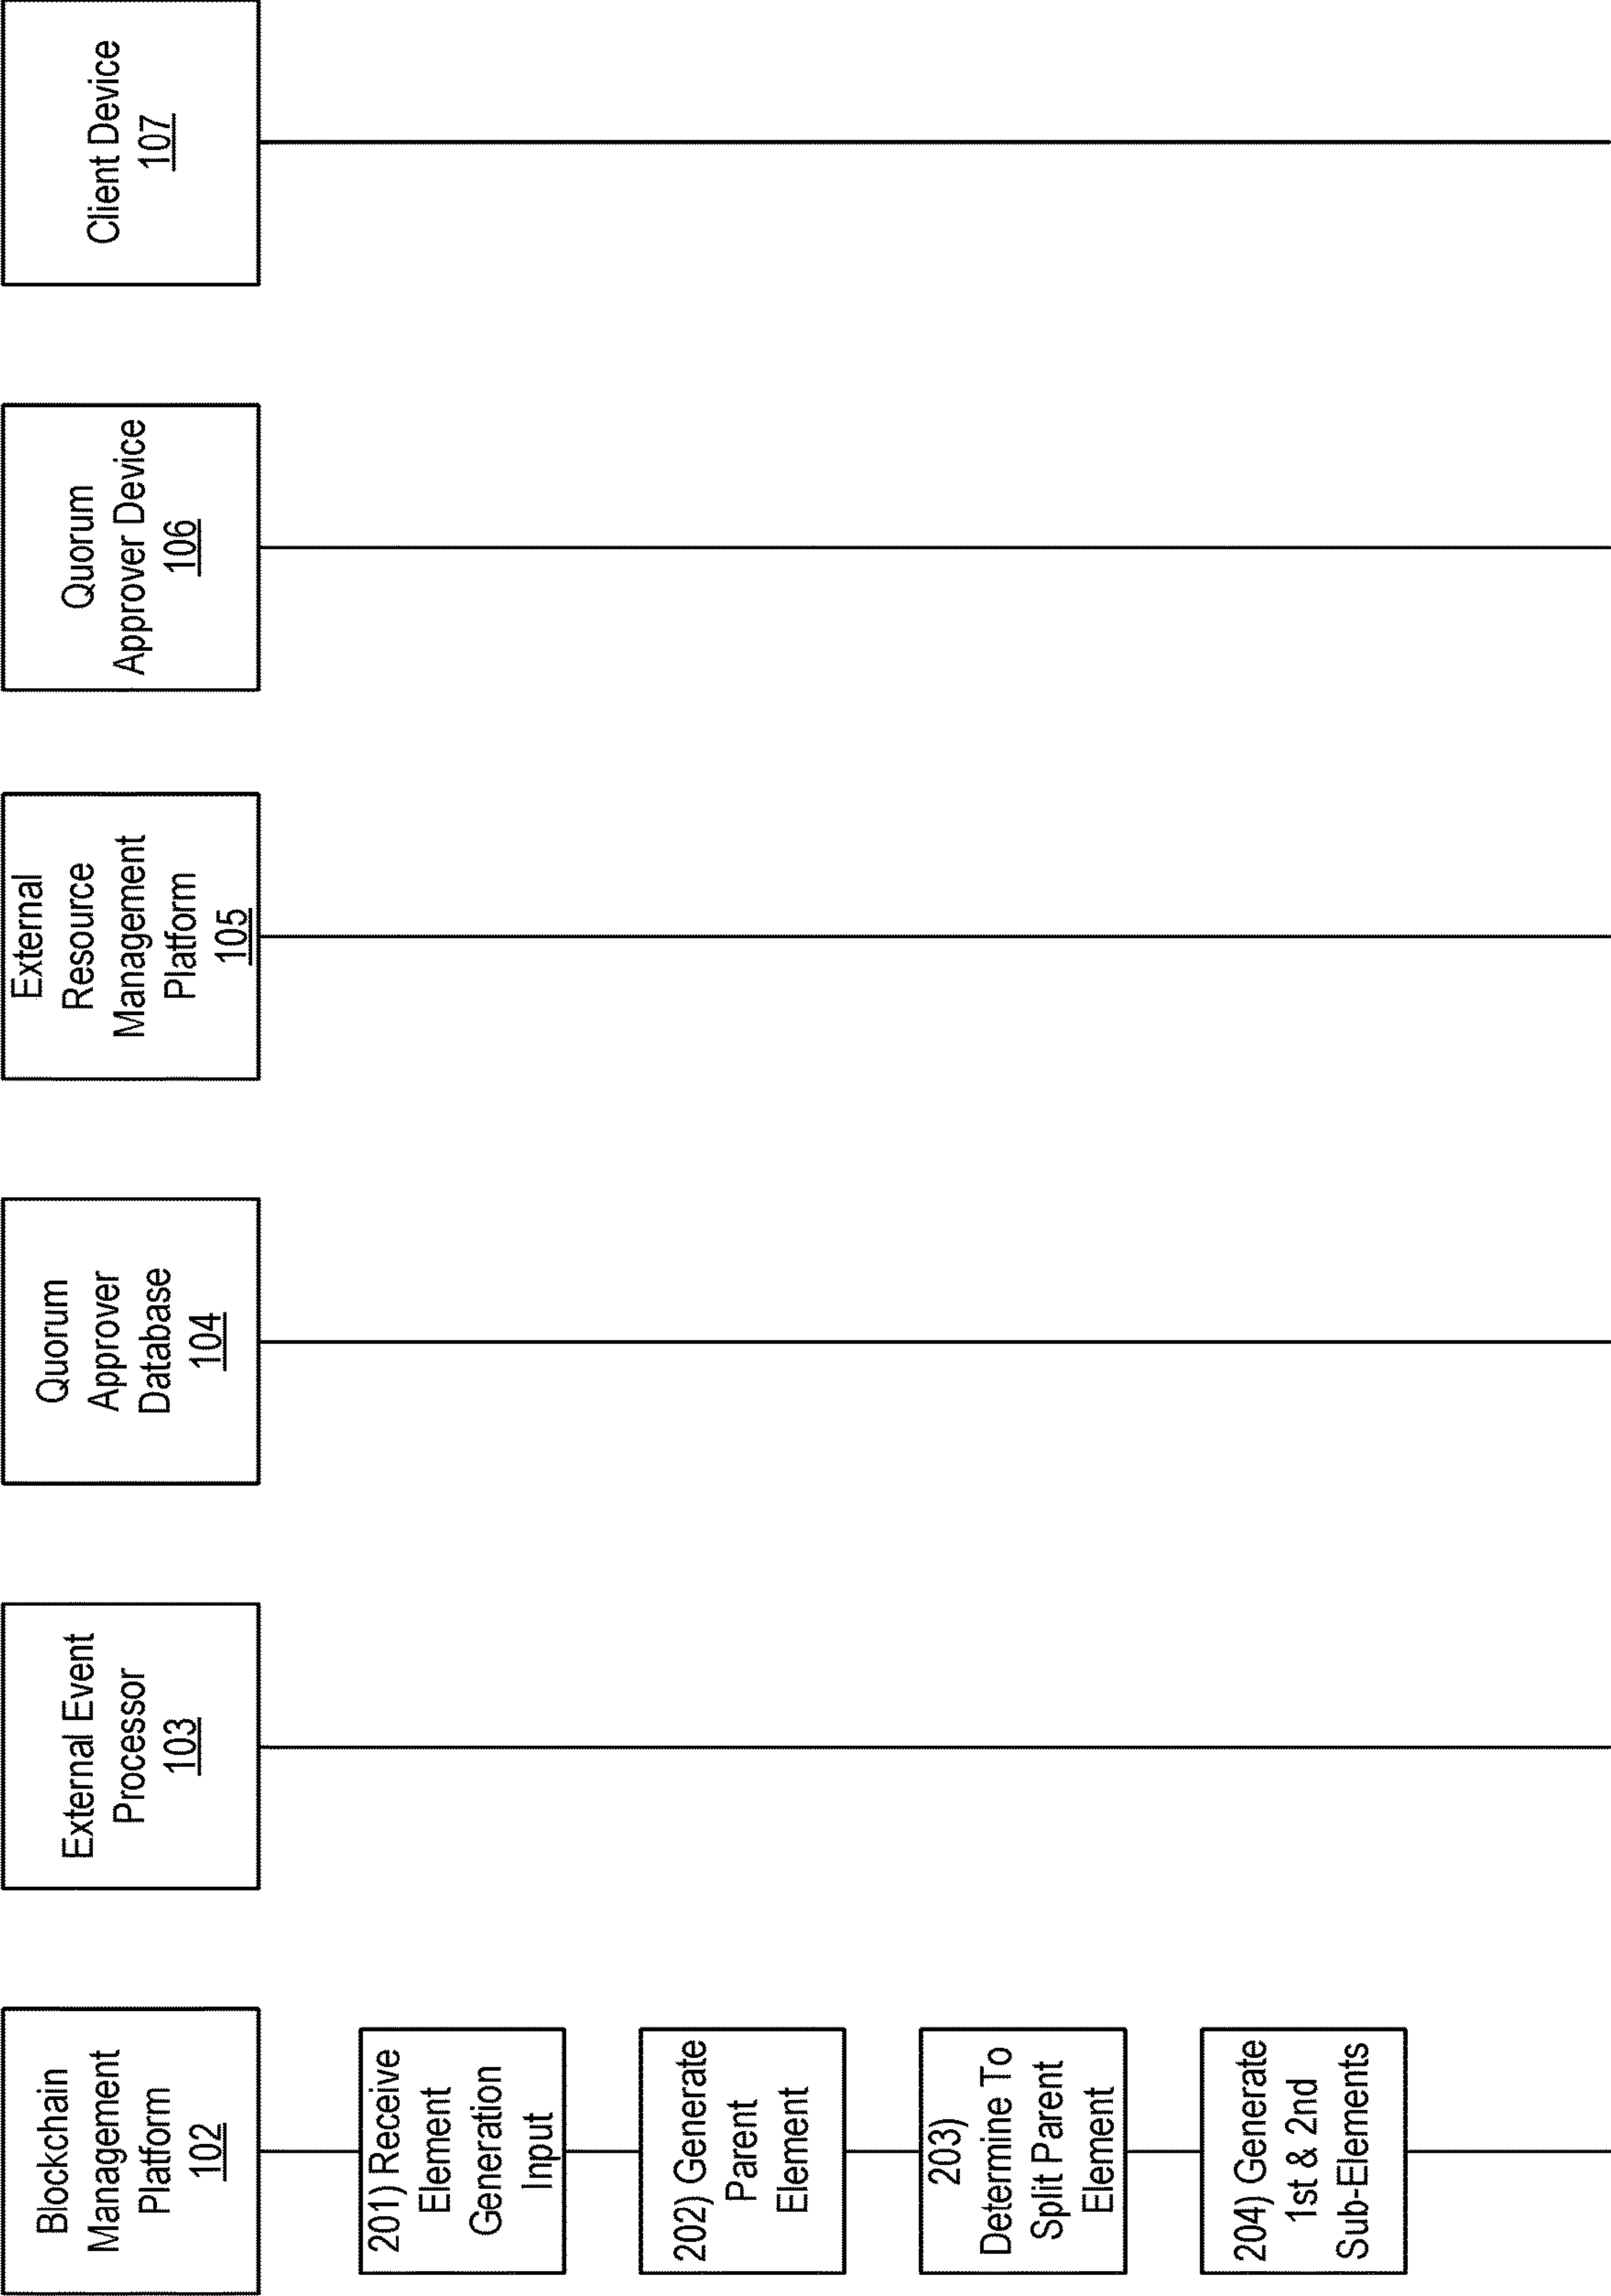 Blockchain
Management
Platform
102
External Event
Processor
103
Quorum
Approver
Database
104
External
Resource
Management
Platform
105
Quorum
Approver Device
106
Client Device
107
201) Receive
Element
Generation
Input
202) Generate
Parent
Element
203)
Determine To
Split Parent
Element
204) Generate
1st & 2nd
Sub-Elements